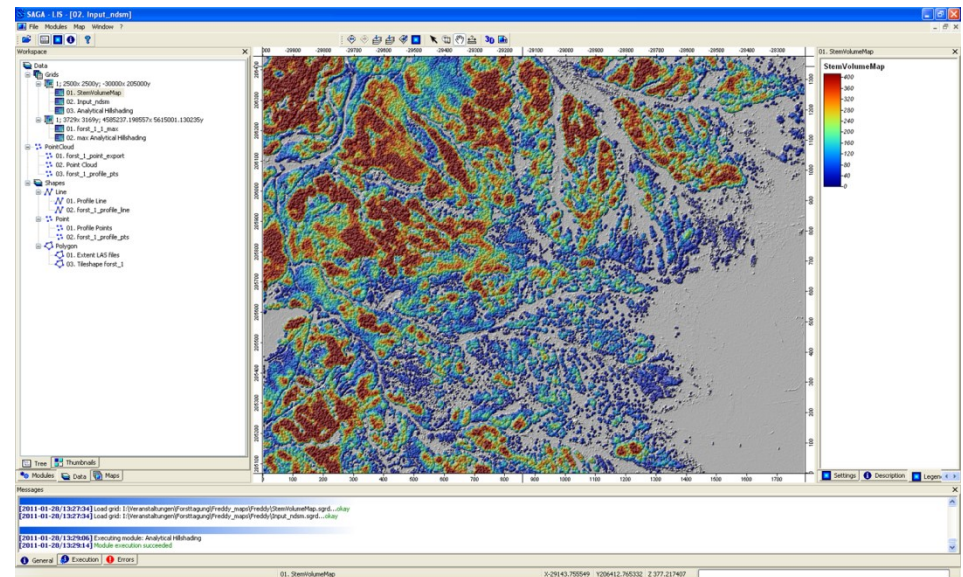 SAGA - LIS - [02. Input_ndsm]
File Modules Map Window ?
3D
Workspace
Data
Grids
1; 2500x 2500y; -30000x 205000y
01. StemVolumeMap
02. Input_ndsm
03. Analytical Hillshading
1; 3729x 3169y; 4585237.198557x 5615001.130235y
01. forst_1_1_max
02. max Analytical Hillshading
PointCloud
01. forst_1_point_export
02. Point Cloud
03. forst_1_profile_pts
Shapes
Line
01. Profile Line
02. forst_1_profile_line
Point
01. Profile Points
02. forst_1_profile_pts
Polygon
01. Extent LAS files
03. Tileshape forst_1
Tree Thumbnails
Modules Data Maps
01. StemVolumeMap
StemVolumeMap
400
360
320
280
240
200
160
120
80
40
0
Settings Description Legen
Messages
[2011-01-28/13:27:34] Load grid: I:\Veranstaltungen\Forsttagung\Freddy_maps\Freddy\StemVolumeMap.sgrd...okay
[2011-01-28/13:27:34] Load grid: I:\Veranstaltungen\Forsttagung\Freddy_maps\Freddy\Input_ndsm.sgrd...okay
[2011-01-28/13:29:06] Executing module: Analytical Hillshading
[2011-01-28/13:29:14] Module execution succeeded
General Execution Errors
01. StemVolumeMap X-29143.755549 Y206412.765332 Z 377.217407